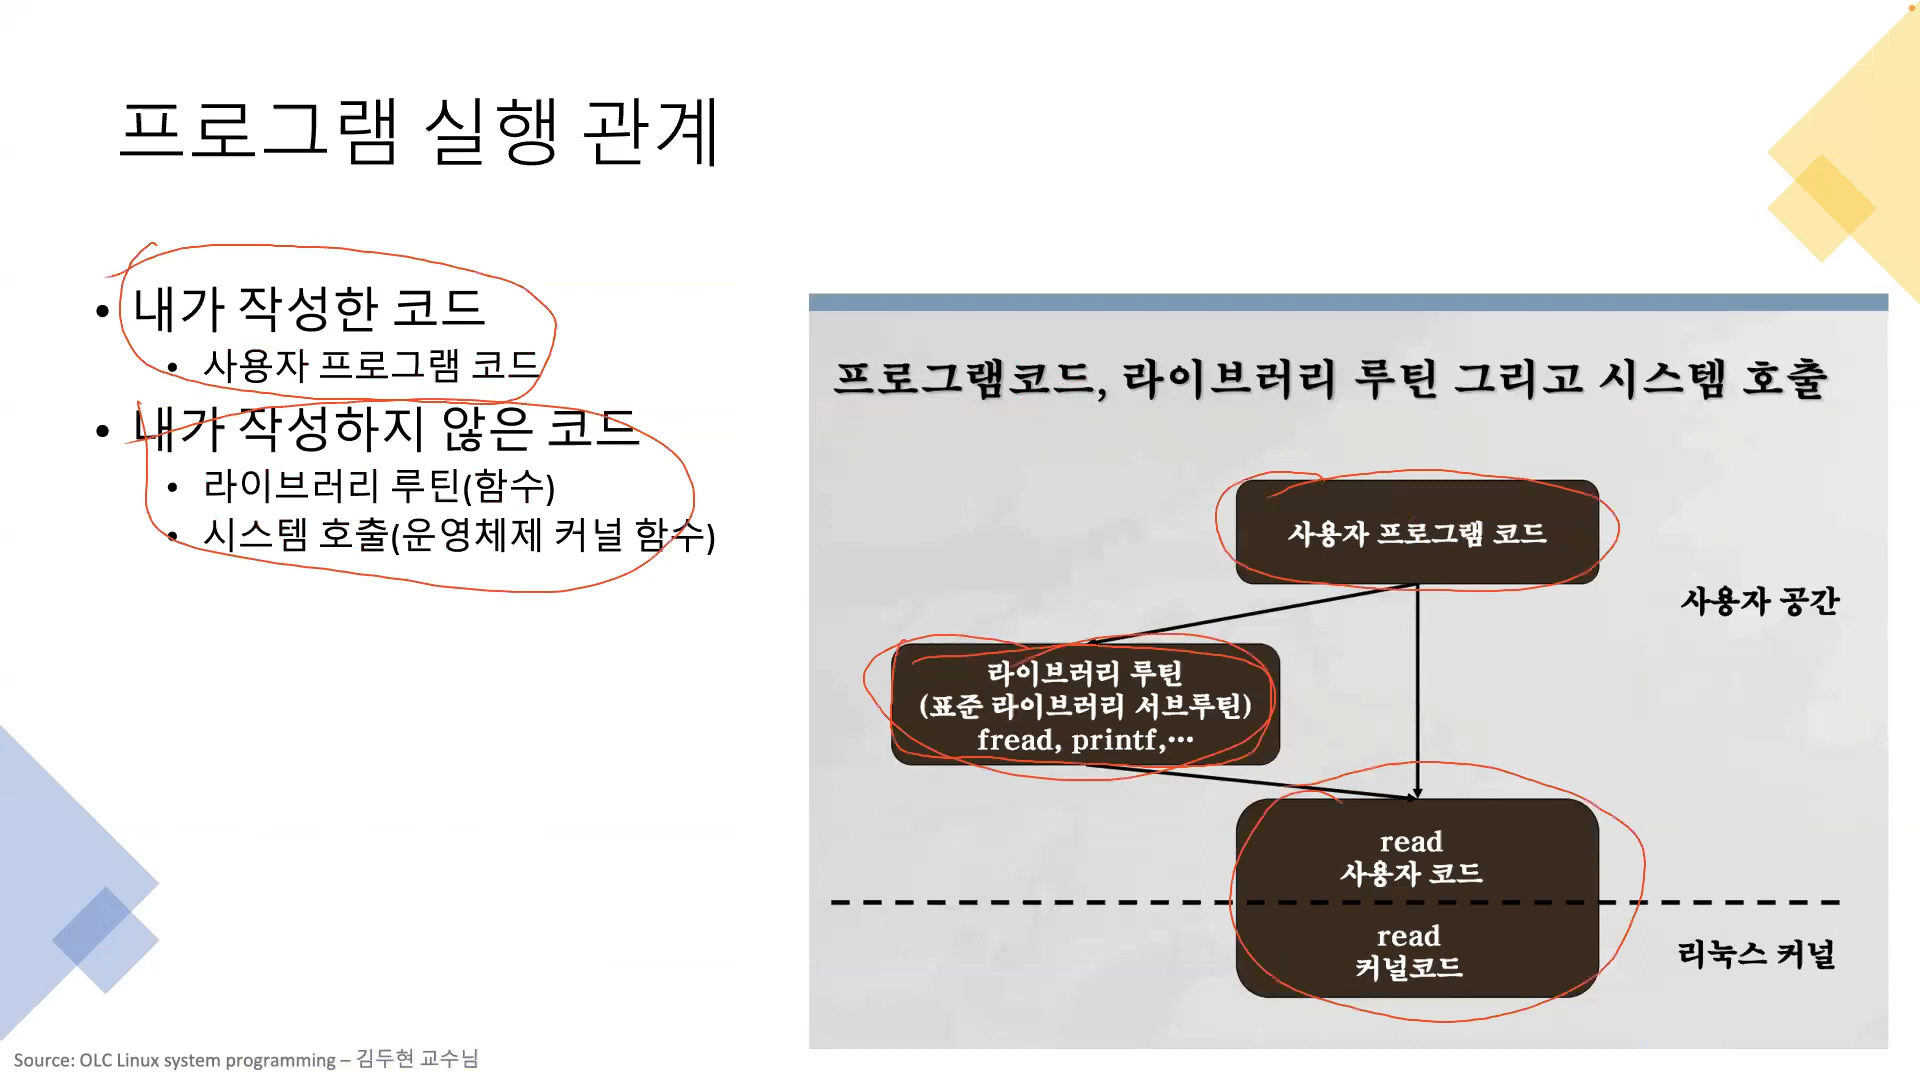 프로그램 실행 관계
• 내가 작성한 코드
• 사용자 프로그램 코드
• 내가 작성하지 않은 코드
• 라이브러리 루틴(함수)
• 시스템 호출(운영체제 커널 함수)
프로그램코드, 라이브러리 루틴 그리고 시스템 호출
사용자 프로그램 코드
사용자 공간
라이브러리 루틴
(표준 라이브러리 서브루틴)
fread, printf,…
read
사용자 코드
read
커널코드
리눅스 커널
Source: OLC Linux system programming – 김두현 교수님